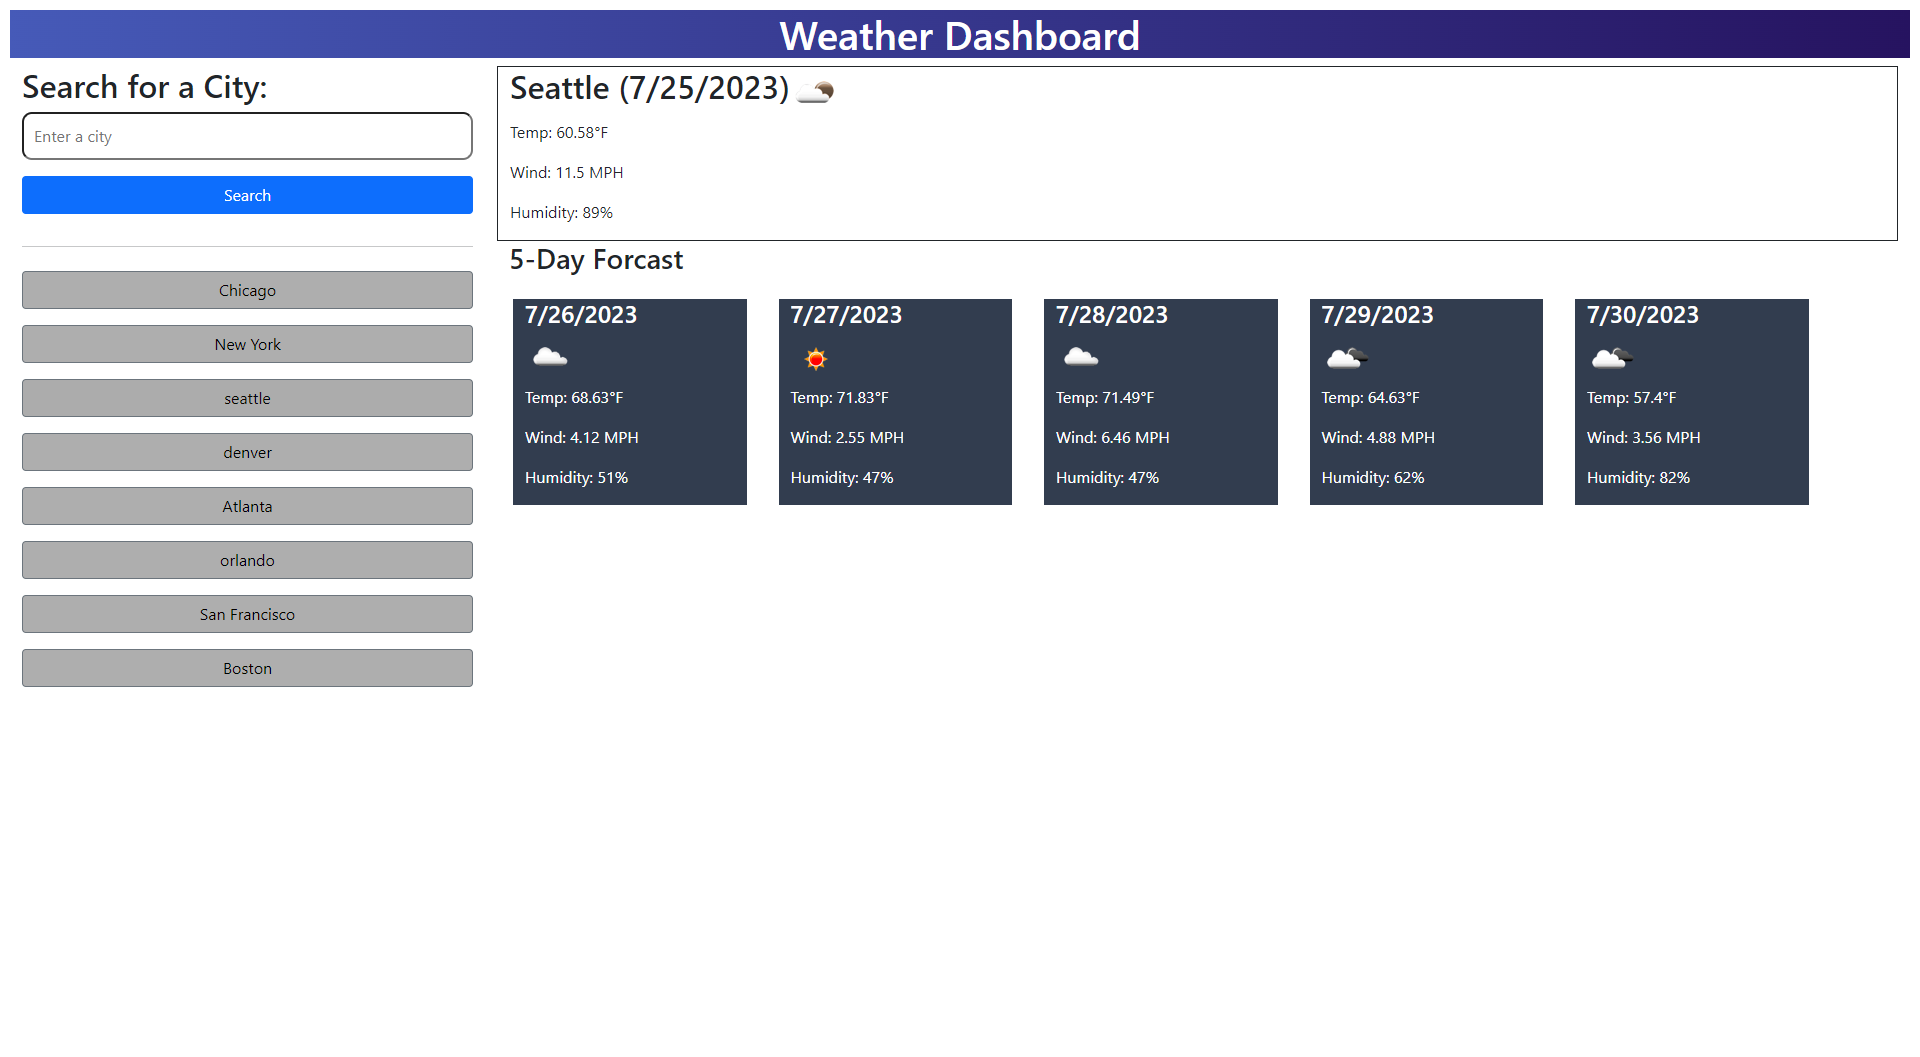 Weather Dashboard
Search for a City:
Enter a city
Search
Chicago
New York
seattle
denver
Atlanta
orlando
San Francisco
Boston
Seattle (7/25/2023)
Temp: 60.58°F
Wind: 11.5 MPH
Humidity: 89%
5-Day Forcast
7/26/2023
Temp: 68.63°F
Wind: 4.12 MPH
Humidity: 51%
7/27/2023
Temp: 71.83°F
Wind: 2.55 MPH
Humidity: 47%
7/28/2023
Temp: 71.49°F
Wind: 6.46 MPH
Humidity: 47%
7/29/2023
Temp: 64.63°F
Wind: 4.88 MPH
Humidity: 62%
7/30/2023
Temp: 57.4°F
Wind: 3.56 MPH
Humidity: 82%